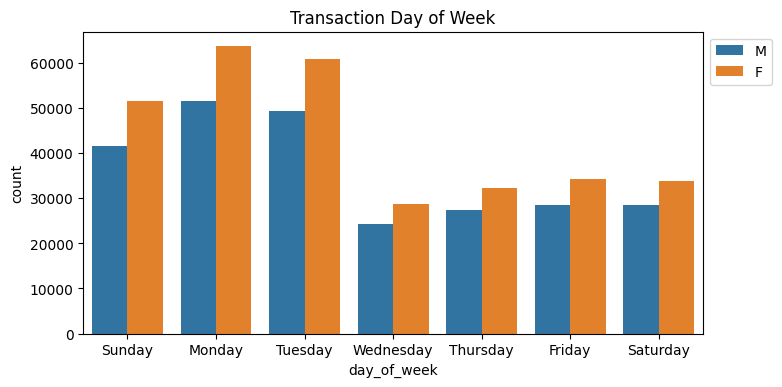 Transaction Day of Week
M
F
count
60000
50000
40000
30000
20000
10000
0
Sunday Monday Tuesday Wednesday Thursday Friday Saturday
day_of_week